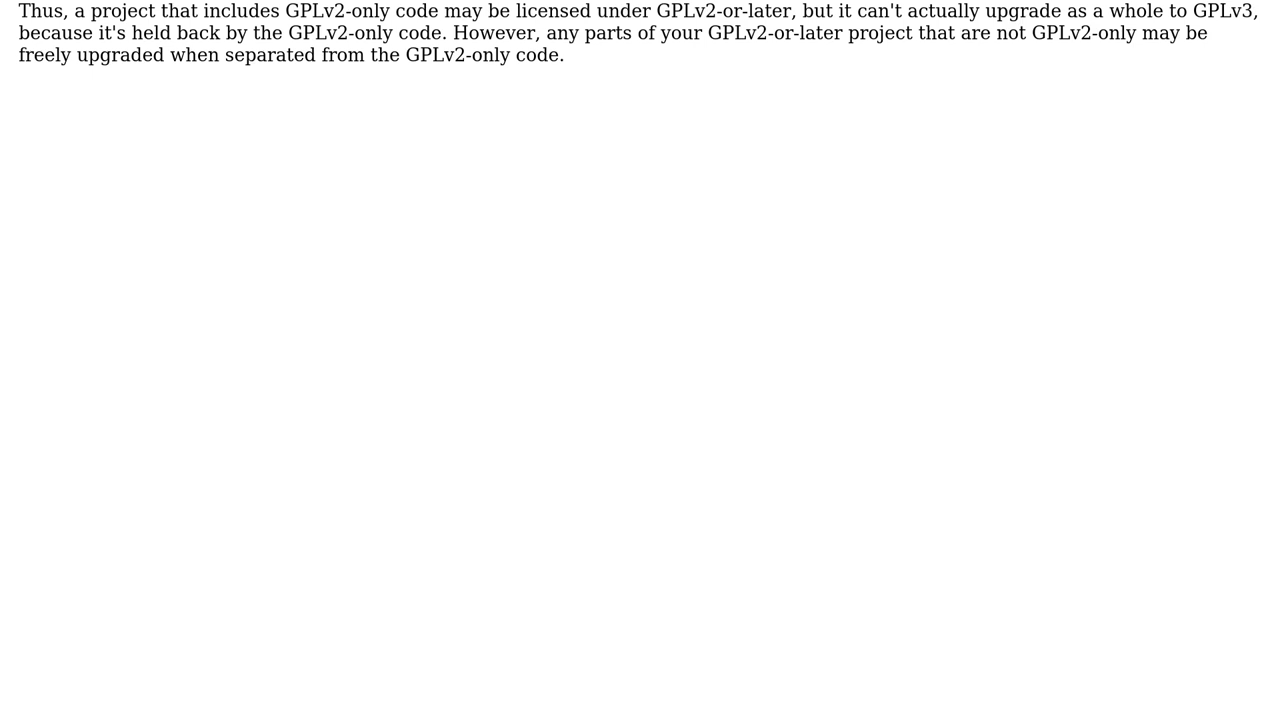 Thus, a project that includes GPLv2-only code may be licensed under GPLv2-or-later, but it can't actually upgrade as a whole to GPLv3,
because it's held back by the GPLv2-only code. However, any parts of your GPLv2-or-later project that are not GPLv2-only may be
freely upgraded when separated from the GPLv2-only code.